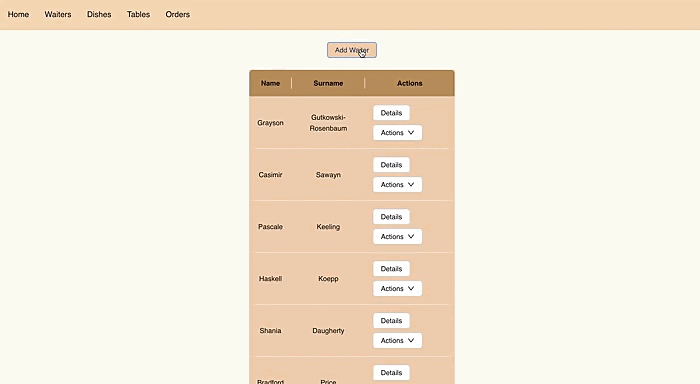 Home Waiters Dishes Tables Orders
Add Waiter
Name Surname Actions
Grayson Gutkowski-Rosenbaum Details
Actions
Casimir Sawayn Details
Actions
Pascale Keeling Details
Actions
Haskell Koepp Details
Actions
Shania Daugherty Details
Actions
Bradford Price Details